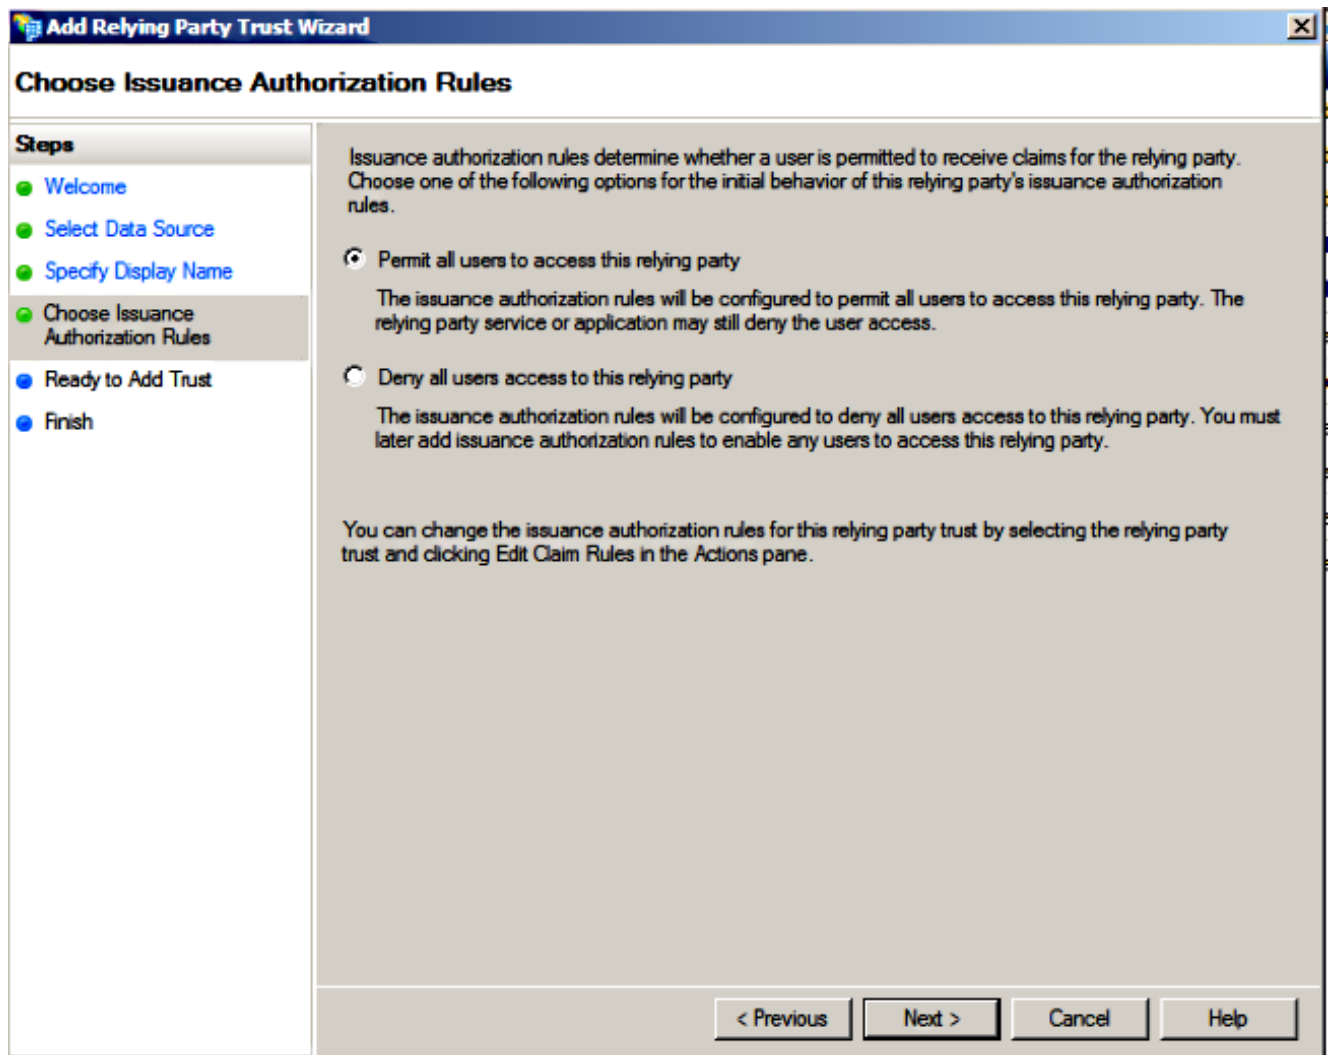 Add Relying Party Trust Wizard
Choose Issuance Authorization Rules
Steps
Welcome
Select Data Source
Specify Display Name
Choose Issuance
Authorization Rules
Ready to Add Trust
Finish
Issuance authorization rules determine whether a user is permitted to receive claims for the relying party.
Choose one of the following options for the initial behavior of this relying party's issuance authorization
rules.
Permit all users to access this relying party
The issuance authorization rules will be configured to permit all users to access this relying party. The
relying party service or application may still deny the user access.
Deny all users access to this relying party
The issuance authorization rules will be configured to deny all users access to this relying party. You must
later add issuance authorization rules to enable any users to access this relying party.
You can change the issuance authorization rules for this relying party trust by selecting the relying party
trust and clicking Edit Claim Rules in the Actions pane.
< Previous
Next >
Cancel
Help